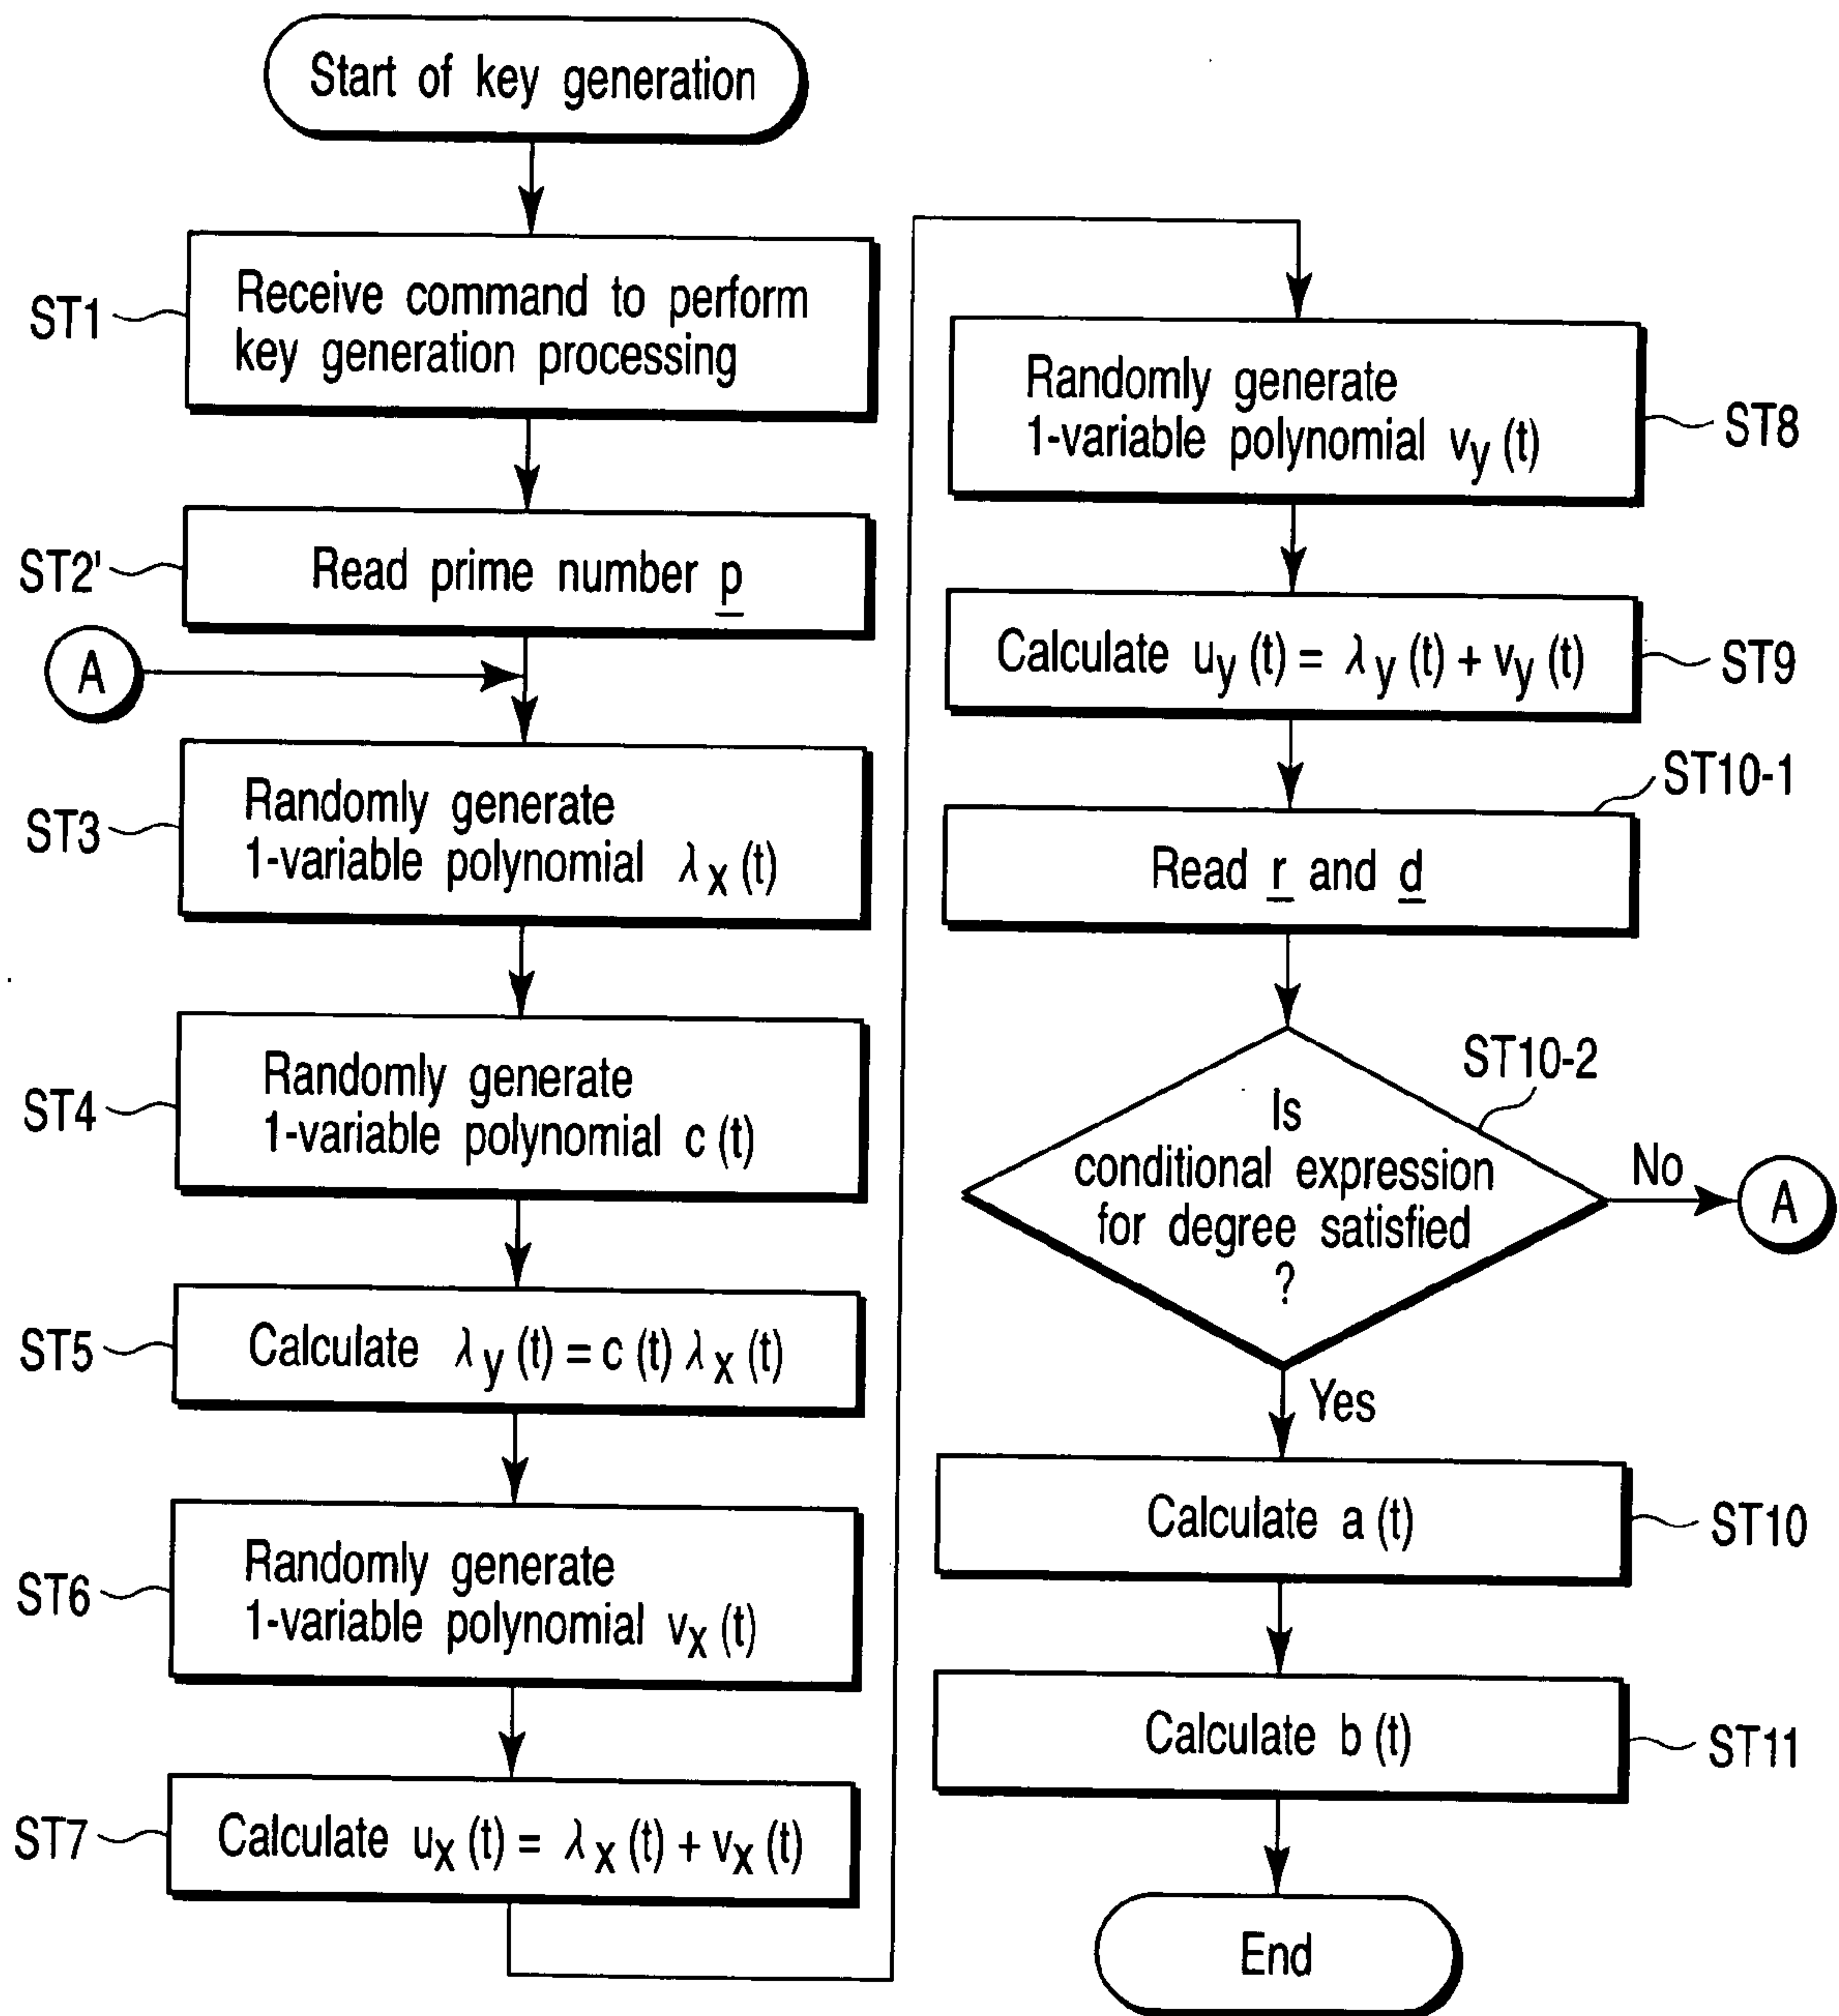 Start of key generation
ST1
Receive command to perform
key generation processing
ST2'
Read prime number p
A
ST3
Randomly generate
1-variable polynomial λx (t)
ST4
Randomly generate
1-variable polynomial c (t)
ST5
Calculate λy (t) = c (t) λx (t)
ST6
Randomly generate
1-variable polynomial vx (t)
ST7
Calculate ux (t) = λx (t) + vx (t)
Randomly generate
1-variable polynomial vy (t)
ST8
Calculate uy (t) = λy (t) + vy (t)
ST9
ST10-1
Read r and d
ST10-2
Is
conditional expression
for degree satisfied
?
No
A
Yes
Calculate a (t)
ST10
Calculate b (t)
ST11
End